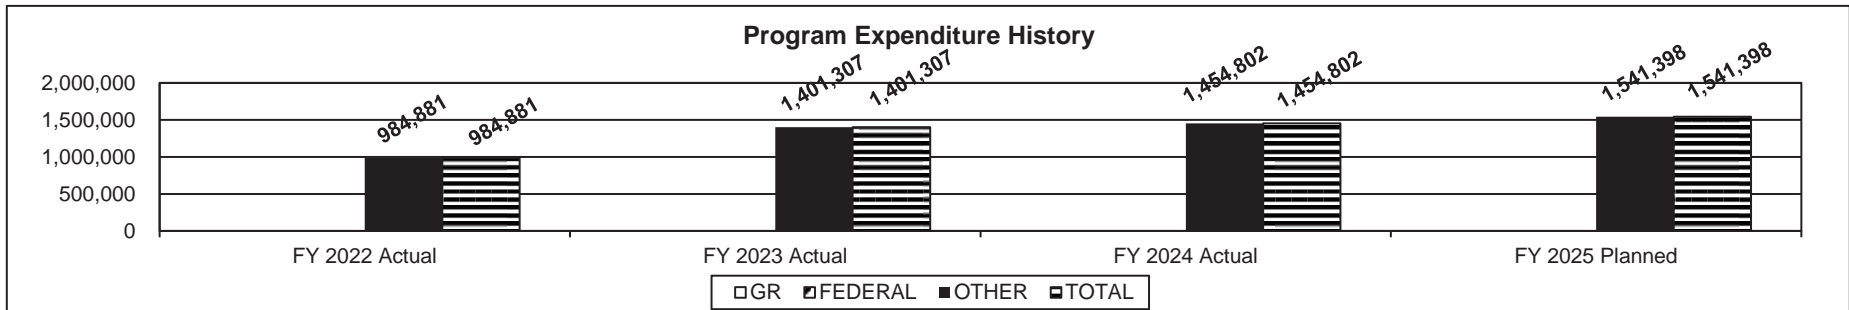 Program Expenditure History
2,000,000
1,500,000
1,000,000
500,000
0
984,881
984,881
1,401,307
1,401,307
1,454,802
1,454,802
1,541,398
1,541,398
FY 2022 Actual
FY 2023 Actual
FY 2024 Actual
FY 2025 Planned
GR FEDERAL OTHER TOTAL